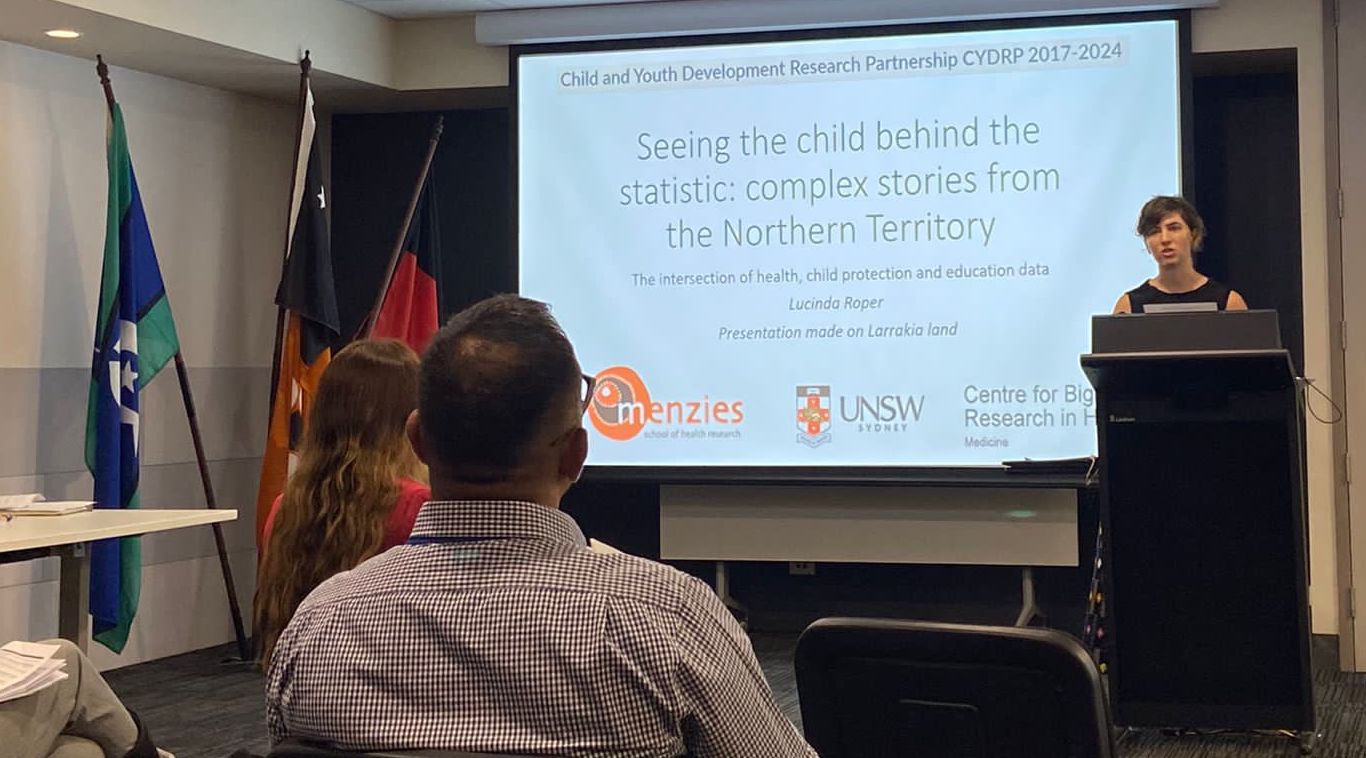 Child and Youth Development Research Partnership CYDRP 2017-2024
Seeing the child behind the
statistic: complex stories from
the Northern Territory
The intersection of health, child protection and education data
Lucinda Roper
Presentation made on Larrakia land
menzies
school of health research
UNSW
SYDNEY
Centre for Big
Research in H
Medicine